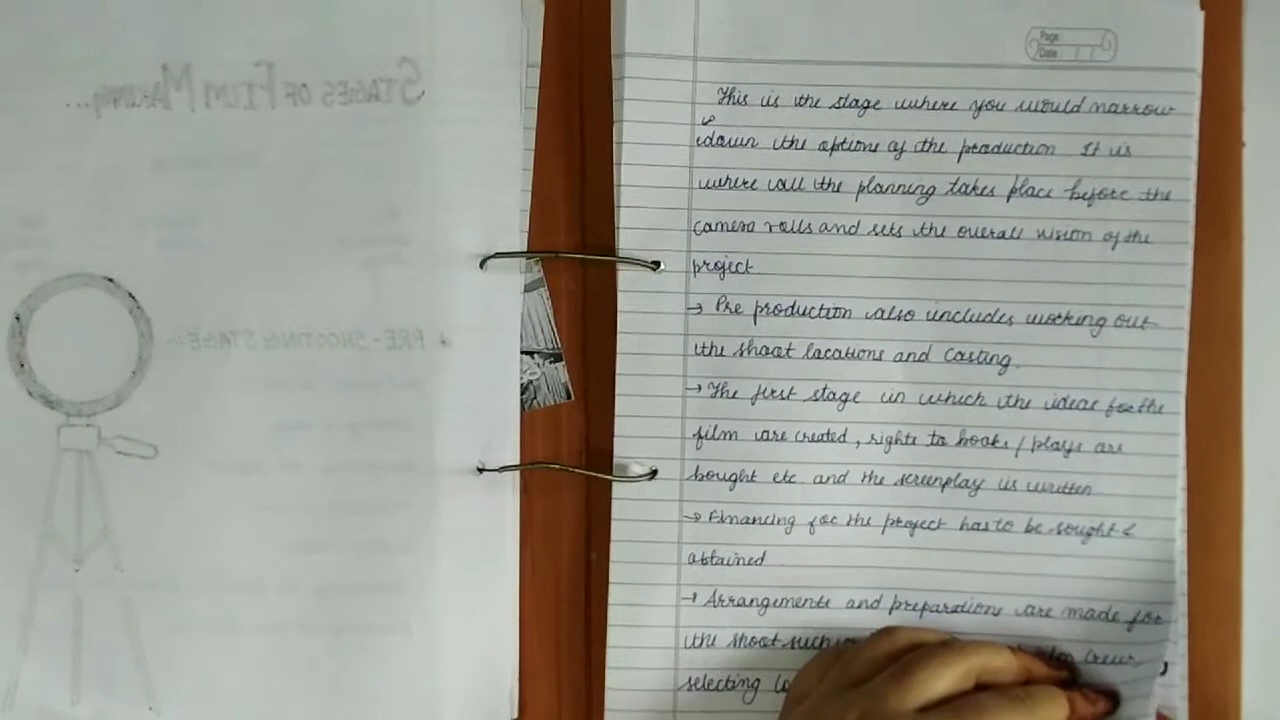 STAGES OF FILM MAKING...
PRE-SHOOTING STAGE:-
Page
Date
This is the stage where you would narrow
down the options of the production It is
where all the planning takes place before the
camera rolls and sets the overall vision of the
project.
→ Pre production also includes working out
the shoot locations and casting.
→ The first stage in which the ideas for the
film are created, rights to books / plays are
bought etc and the screenplay is written
→ Financing for the project has to be sought &
obtained
→ Arrangements and preparations are made for
the shoot such crew,
selecting